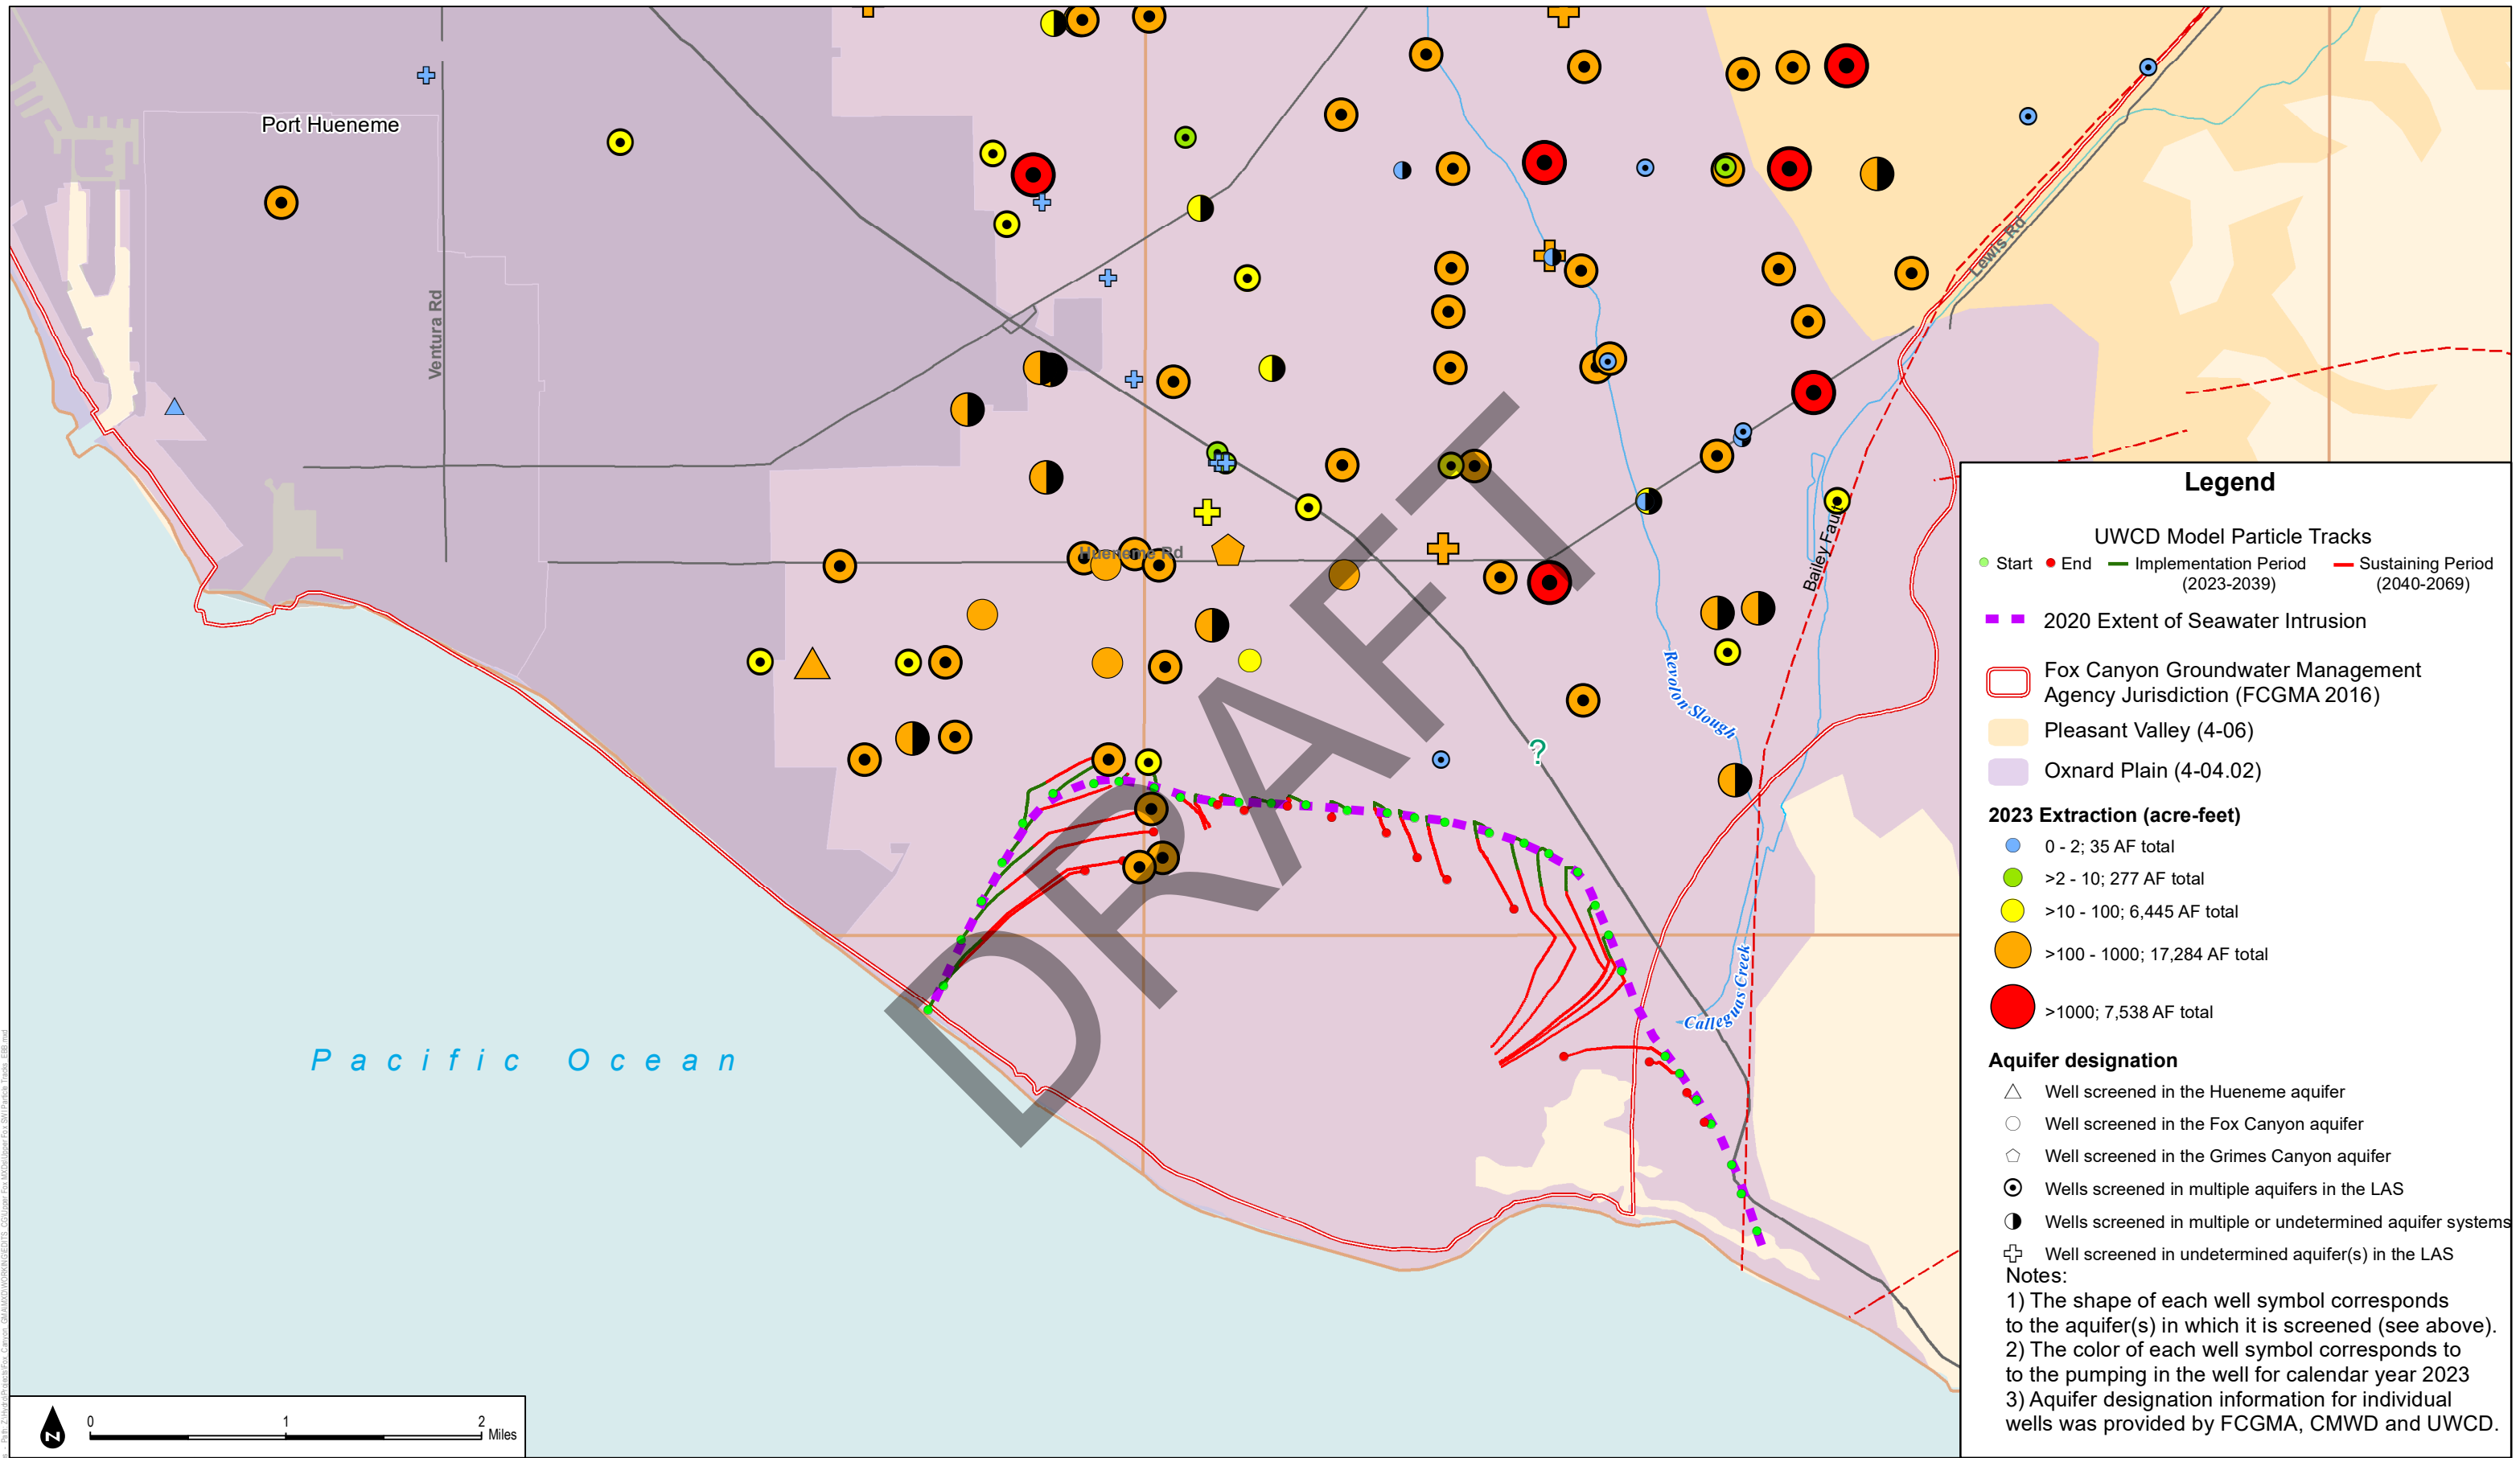 Port Hueneme
Ventura Rd
Lewis Rd
Hueneme Rd
Bailey Fault
Revolon Slough
?
Calleguas Creek
Pacific Ocean
DRAFT
0 1 2 Miles
N
Legend
UWCD Model Particle Tracks
Start End Implementation Period Sustaining Period
(2023-2039) (2040-2069)
2020 Extent of Seawater Intrusion
Fox Canyon Groundwater Management
Agency Jurisdiction (FCGMA 2016)
Pleasant Valley (4-06)
Oxnard Plain (4-04.02)
2023 Extraction (acre-feet)
0 - 2; 35 AF total
>2 - 10; 277 AF total
>10 - 100; 6,445 AF total
>100 - 1000; 17,284 AF total
>1000; 7,538 AF total
Aquifer designation
Well screened in the Hueneme aquifer
Well screened in the Fox Canyon aquifer
Well screened in the Grimes Canyon aquifer
Wells screened in multiple aquifers in the LAS
Wells screened in multiple or undetermined aquifer systems
Well screened in undetermined aquifer(s) in the LAS
Notes:
1) The shape of each well symbol corresponds
to the aquifer(s) in which it is screened (see above).
2) The color of each well symbol corresponds to
to the pumping in the well for calendar year 2023
3) Aquifer designation information for individual
wells was provided by FCGMA, CMWD and UWCD.